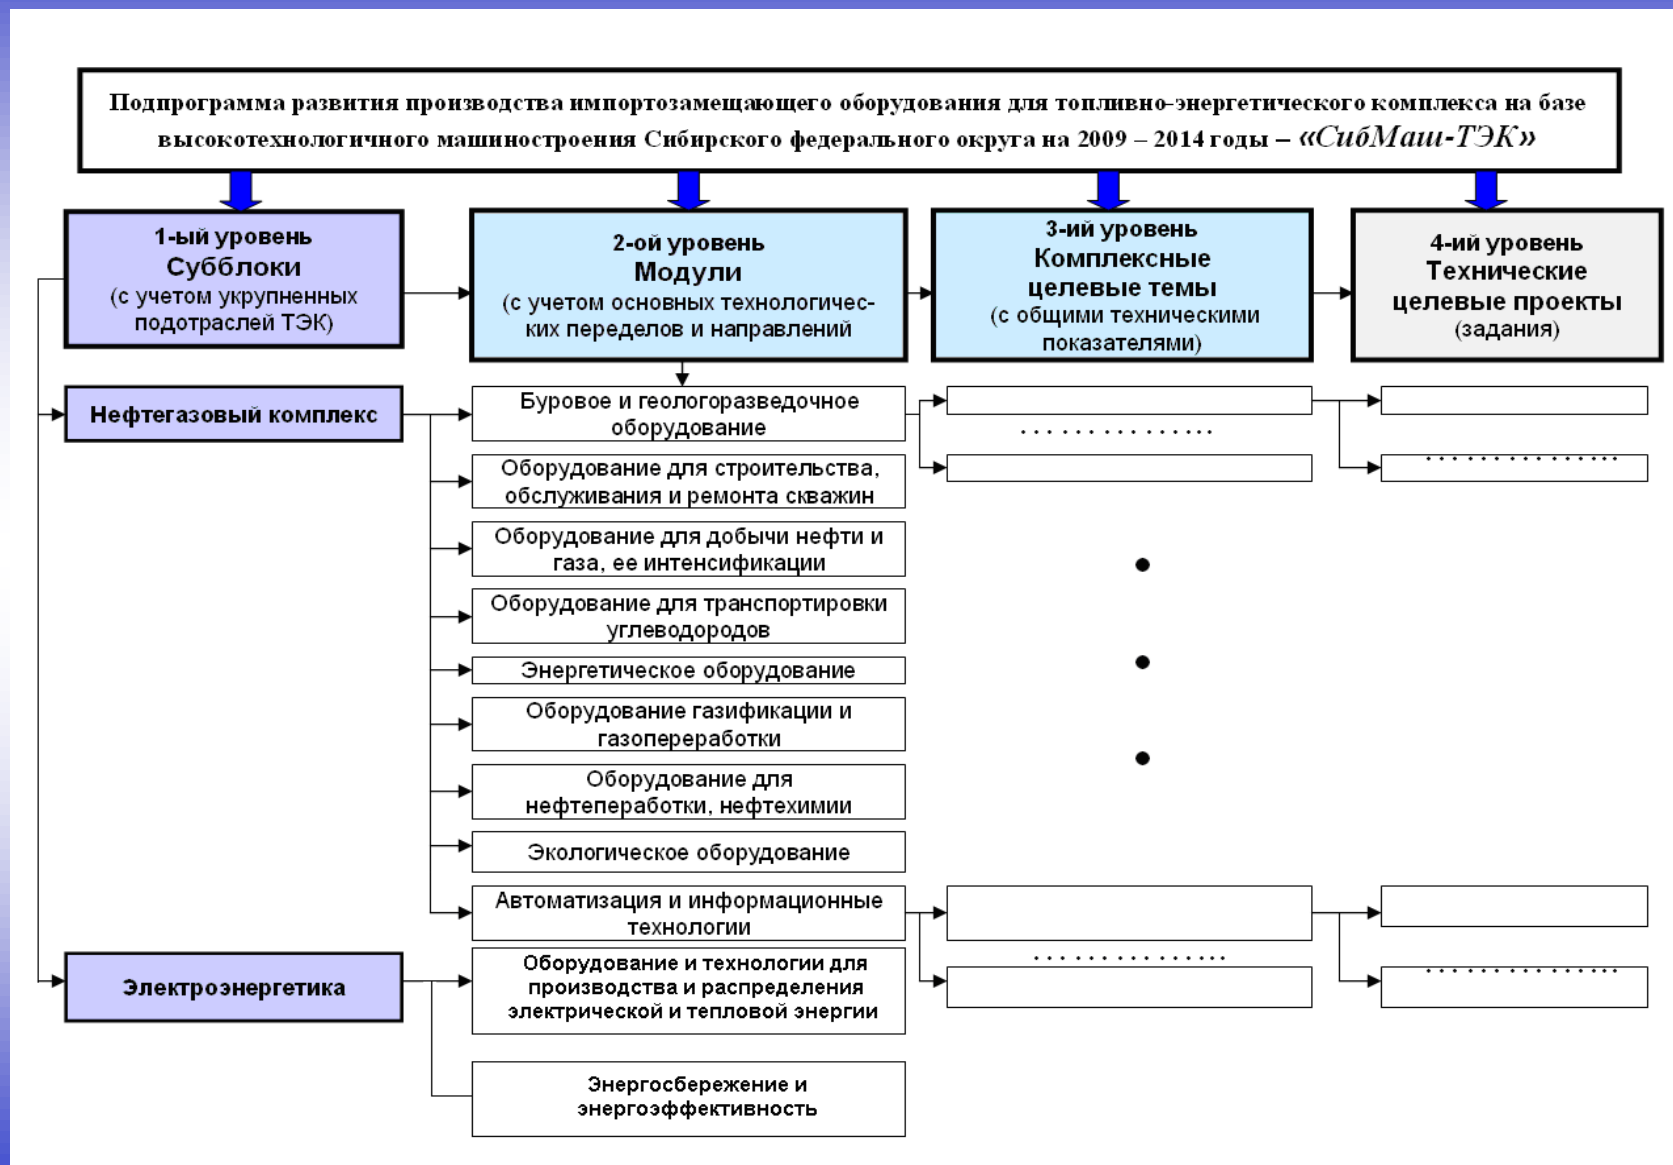 Подпрограмма развития производства импортозамещающего оборудования для топливно-энергетического комплекса на базе
высокотехнологичного машиностроения Сибирского федерального округа на 2009 – 2014 годы – «СибМаш-ТЭК»
1-ый уровень
Субблоки
(с учетом укрупненных
подотраслей ТЭК)
2-ой уровень
Модули
(с учетом основных технологичес-
ких переделов и направлений
3-ий уровень
Комплексные
целевые темы
(с общими техническими
показателями)
4-ий уровень
Технические
целевые проекты
(задания)
Нефтегазовый комплекс
Буровое и геологоразведочное
оборудование
Оборудование для строительства,
обслуживания и ремонта скважин
Оборудование для добычи нефти и
газа, ее интенсификации
Оборудование для транспортировки
углеводородов
Энергетическое оборудование
Оборудование газификации и
газопереработки
Оборудование для
нефтепеработки, нефтехимии
Экологическое оборудование
Автоматизация и информационные
технологии
Электроэнергетика
Оборудование и технологии для
производства и распределения
электрической и тепловой энергии
Энергосбережение и
энергоэффективность